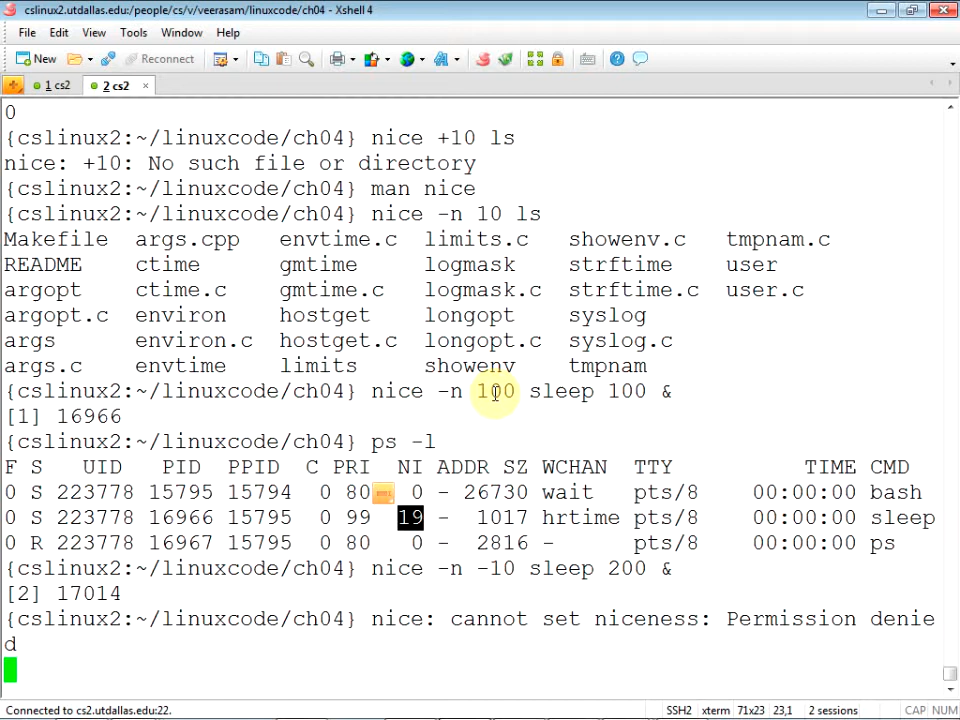 cslinux2.utdallas.edu:/people/cs/v/veerasam/linuxcode/ch04 - Xshell 4
File Edit View Tools Window Help
New Reconnect
1 cs2 2 cs2 ×
0
{cslinux2:~/linuxcode/ch04} nice +10 ls
nice: +10: No such file or directory
{cslinux2:~/linuxcode/ch04} man nice
{cslinux2:~/linuxcode/ch04} nice -n 10 ls
Makefile args.cpp envtime.c limits.c showenv.c tmpnam.c
README ctime gmtime logmask strftime user
argopt ctime.c gmtime.c logmask.c strftime.c user.c
argopt.c environ hostget longopt syslog
args environ.c hostget.c longopt.c syslog.c
args.c envtime limits showenv tmpnam
{cslinux2:~/linuxcode/ch04} nice -n 100 sleep 100 &
[1] 16966
{cslinux2:~/linuxcode/ch04} ps -l
F S UID PID PPID C PRI NI ADDR SZ WCHAN TTY TIME CMD
0 S 223778 15795 15794 0 80 0 - 26730 wait pts/8 00:00:00 bash
0 S 223778 16966 15795 0 99 19 - 1017 hrtime pts/8 00:00:00 sleep
0 R 223778 16967 15795 0 80 0 - 2816 - pts/8 00:00:00 ps
{cslinux2:~/linuxcode/ch04} nice -n -10 sleep 200 &
[2] 17014
{cslinux2:~/linuxcode/ch04} nice: cannot set niceness: Permission denie
d
Connected to cs2.utdallas.edu:22. SSH2 xterm 71x23 23,1 2 sessions CAP NUM